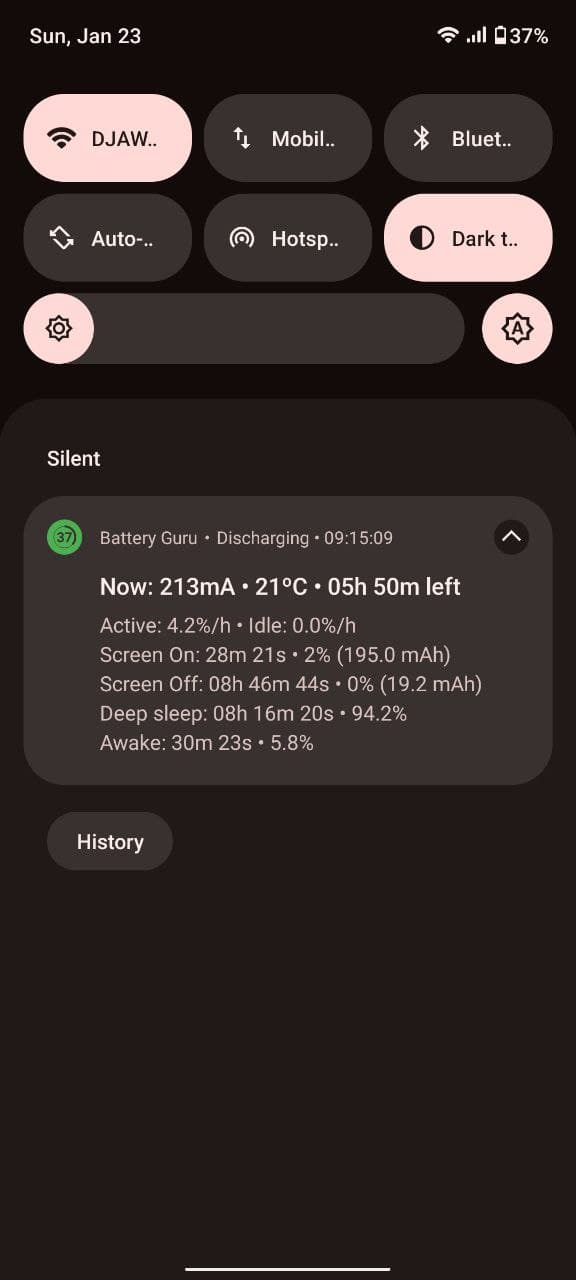 Sun, Jan 23 37%
DJAW.. Mobil.. Bluet..
Auto-.. Hotsp.. Dark t..
A
Silent
37 Battery Guru • Discharging • 09:15:09
Now: 213mA • 21ºC • 05h 50m left
Active: 4.2%/h • Idle: 0.0%/h
Screen On: 28m 21s • 2% (195.0 mAh)
Screen Off: 08h 46m 44s • 0% (19.2 mAh)
Deep sleep: 08h 16m 20s • 94.2%
Awake: 30m 23s • 5.8%
History